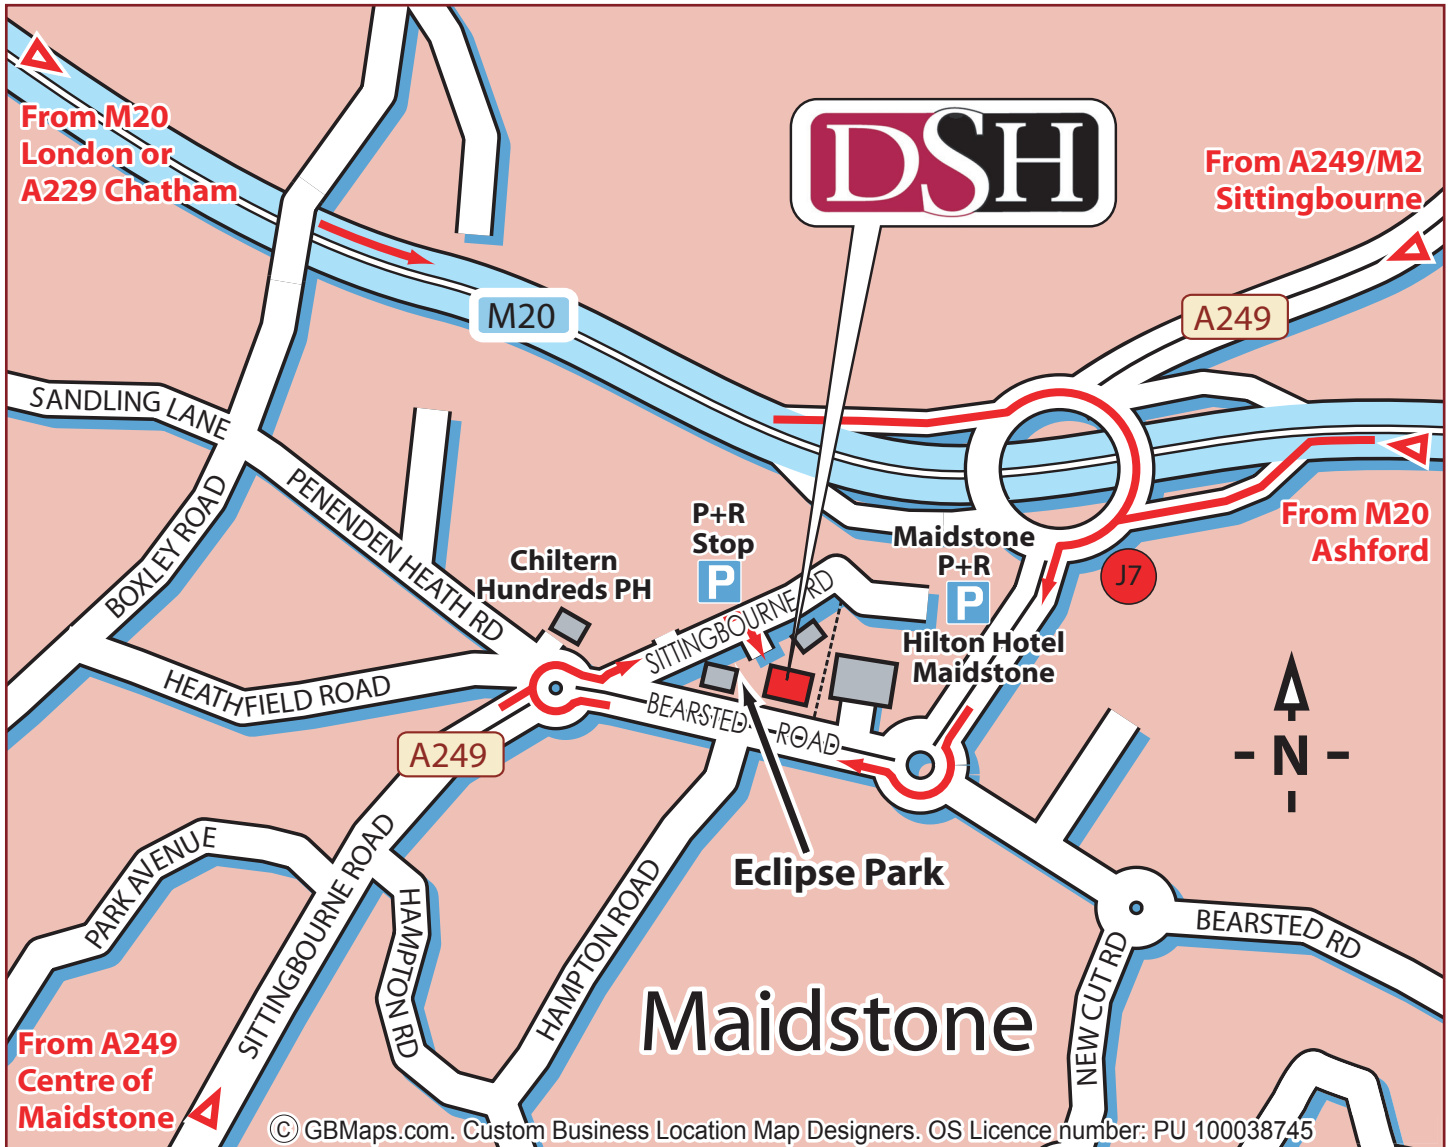 From M20
London or
A229 Chatham
DSH
From A249/M2
Sittingbourne
M20
A249
SANDLING LANE
PENENDEN HEATH RD
BOXLEY ROAD
P+R
Stop
P
Chiltern
Hundreds PH
Maidstone
P+R
P
Hilton Hotel
Maidstone
From M20
Ashford
J7
SITTINGBOURNE RD
HEATHFIELD ROAD
BEARSTED ROAD
A249
N
Eclipse Park
PARK AVENUE
SITTINGBOURNE ROAD
HAMPTON RD
HAMPTON ROAD
BEARSTED RD
NEW CUT RD
Maidstone
From A249
Centre of
Maidstone
© GBMaps.com. Custom Business Location Map Designers. OS Licence number: PU 100038745